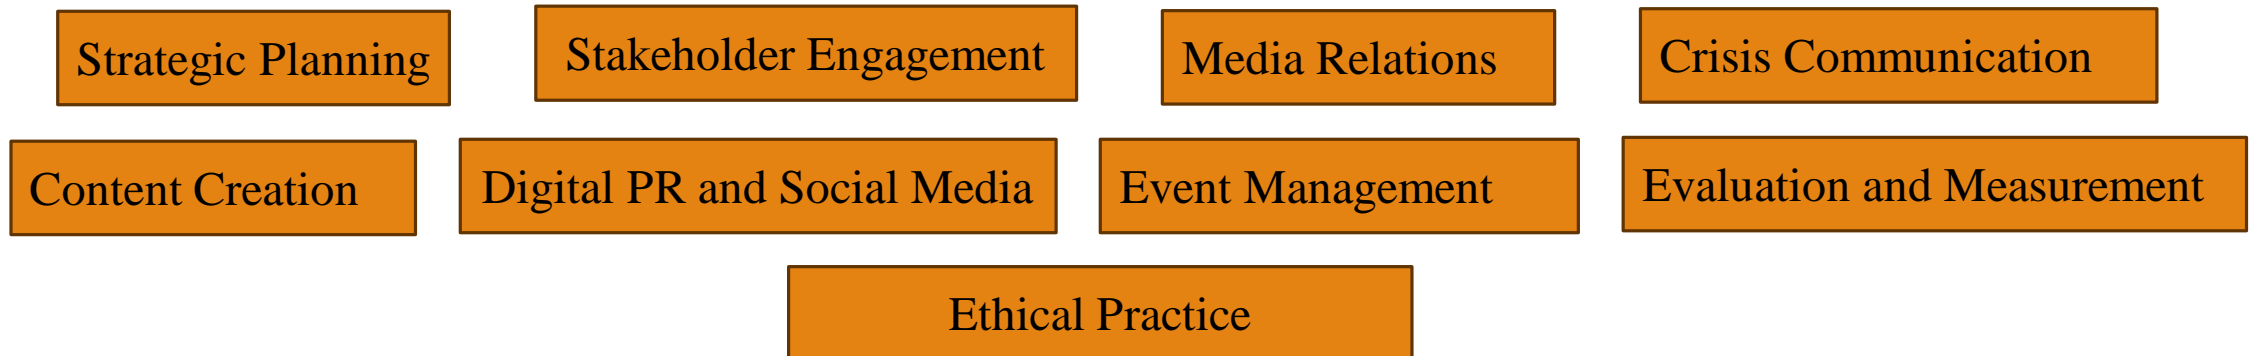 Strategic Planning
Stakeholder Engagement
Media Relations
Crisis Communication
Content Creation
Digital PR and Social Media
Event Management
Evaluation and Measurement
Ethical Practice